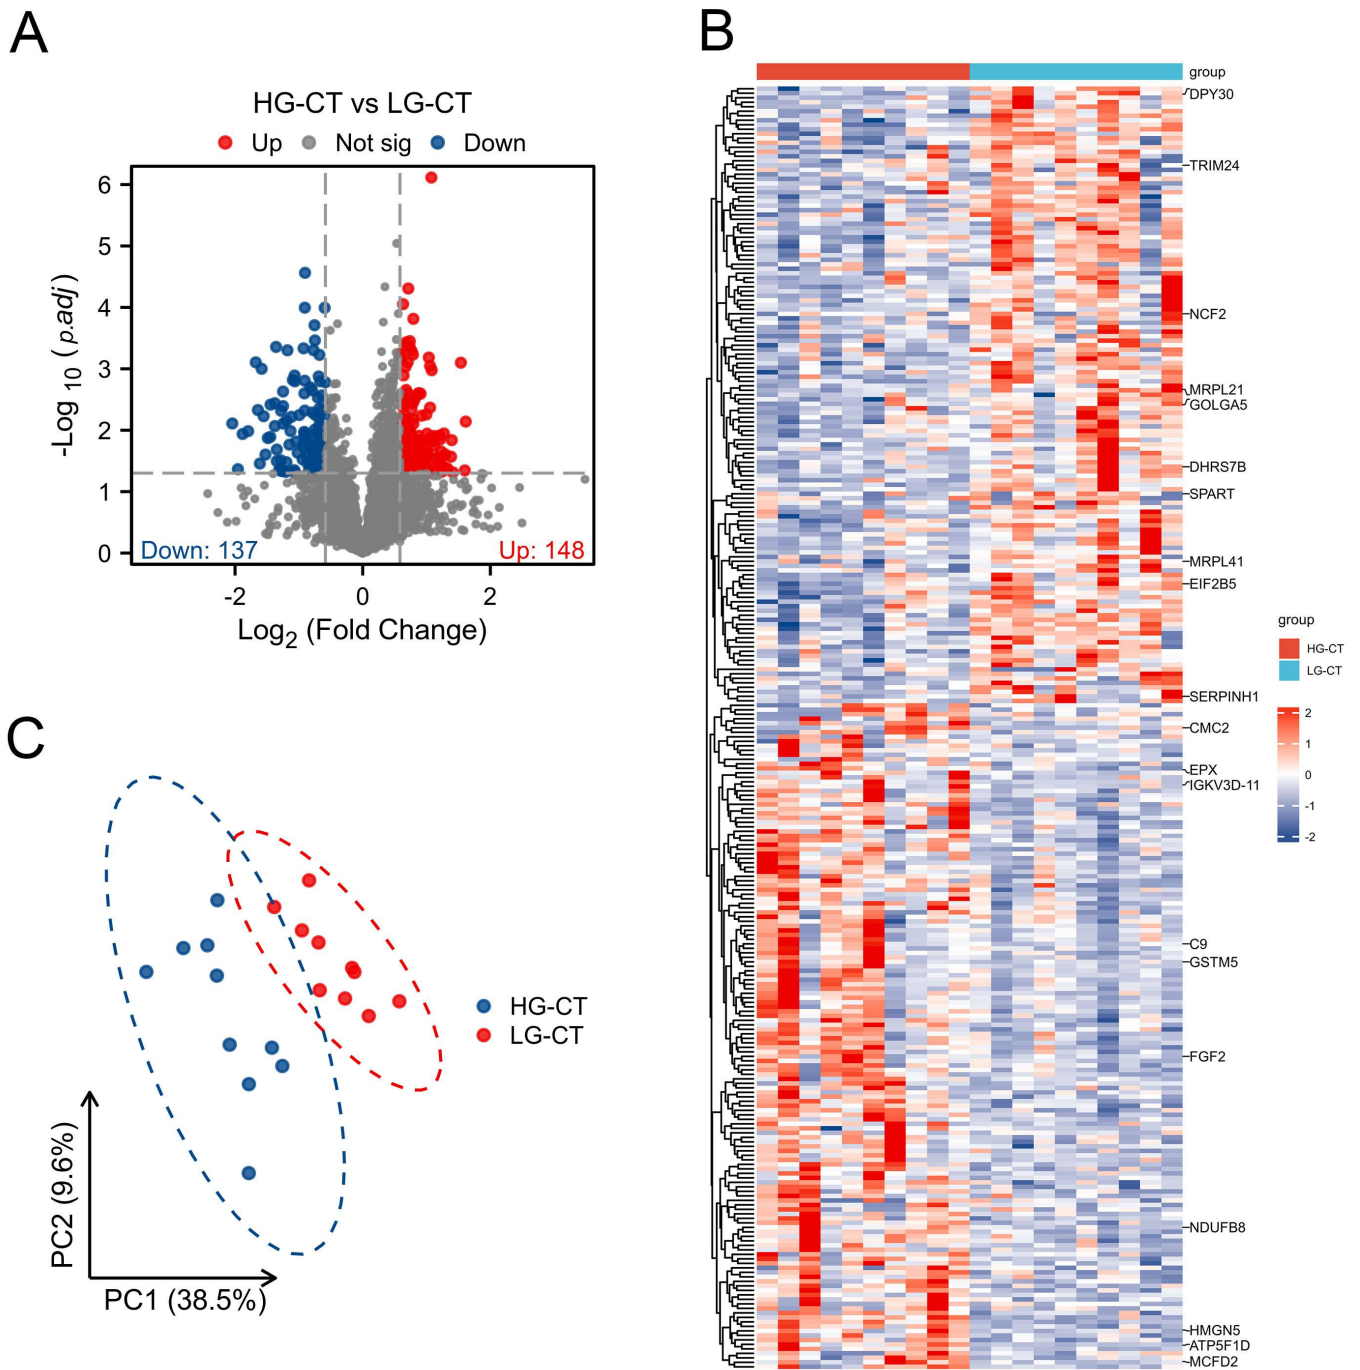 A
HG-CT vs LG-CT
Up Not sig Down
6
5
4
3
2
1
0
-Log 10 (p.adj)
Down: 137
Up: 148
-2 0 2
Log2 (Fold Change)
B
group
DPY30
TRIM24
NCF2
MRPL21
GOLGA5
DHRS7B
SPART
MRPL41
EIF2B5
SERPINH1
CMC2
EPX
IGKV3D-11
C9
GSTM5
FGF2
NDUFB8
HMGN5
ATP5F1D
MCFD2
group
HG-CT
LG-CT
2
1
0
-1
-2
C
HG-CT
LG-CT
PC2 (9.6%)
PC1 (38.5%)